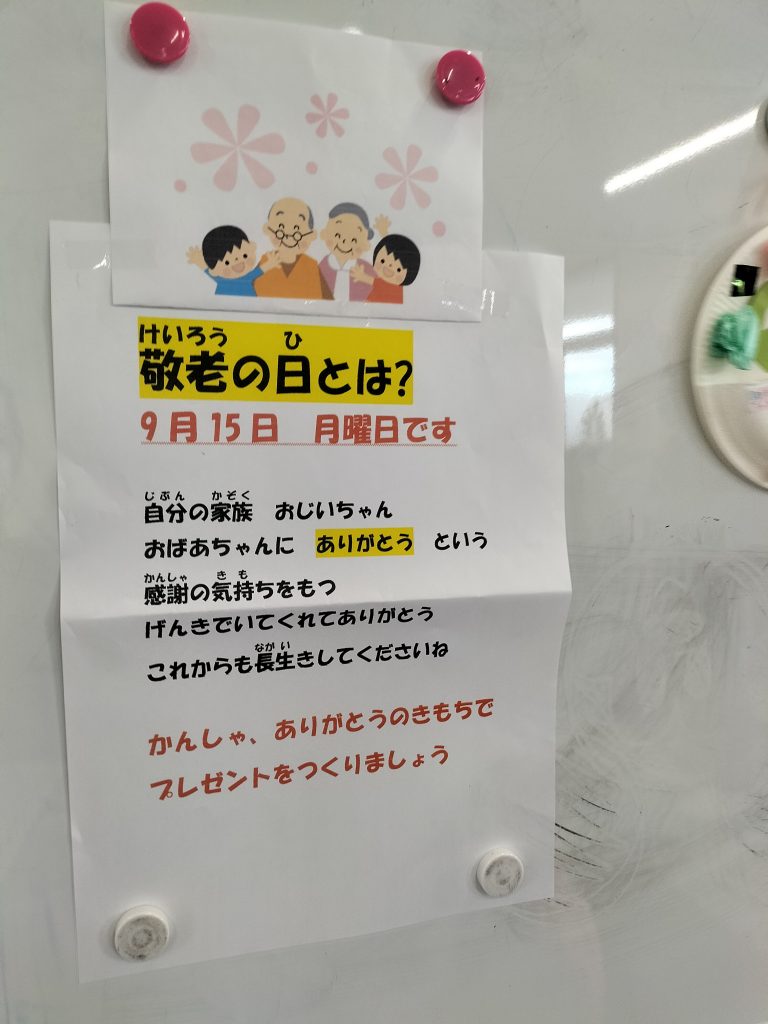 けいろう ひ
敬老の日とは?
9月15日 月曜日です
じぶん かぞく
自分の家族 おじいちゃん
おばあちゃんに ありがとう という
かんしゃ きも
感謝の気持ちをもつ
げんきでいてくれてありがとう
ながい
これからも長生きしてくださいね
かんしゃ、ありがとうのきもちで
プレゼントをつくりましょう